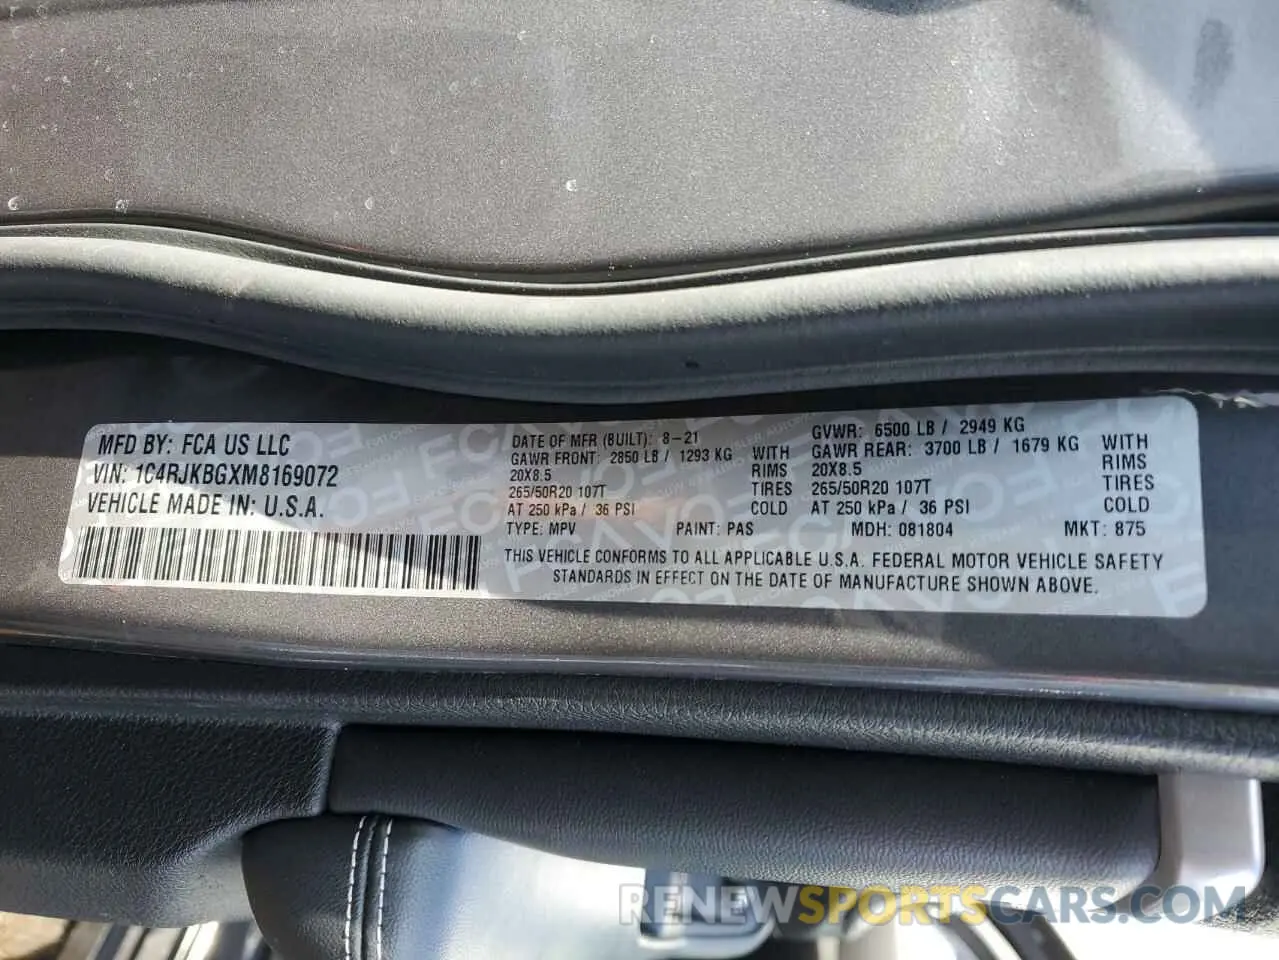 MFD BY: FCA US LLC
VIN: 1C4RJKBGXM8169072
VEHICLE MADE IN: U.S.A.
DATE OF MFR (BUILT): 8-21
GAWR FRONT: 2850 LB / 1293 KG WITH
20X8.5 RIMS
265/50R20 107T TIRES
AT 250 kPa / 36 PSI COLD
GVWR: 6500 LB / 2949 KG
GAWR REAR: 3700 LB / 1679 KG WITH
20X8.5 RIMS
265/50R20 107T TIRES
AT 250 kPa / 36 PSI COLD
TYPE: MPV PAINT: PAS MDH: 081804 MKT: 875
THIS VEHICLE CONFORMS TO ALL APPLICABLE U.S.A. FEDERAL MOTOR VEHICLE SAFETY
STANDARDS IN EFFECT ON THE DATE OF MANUFACTURE SHOWN ABOVE.
RENEWSPORTSCARS.COM